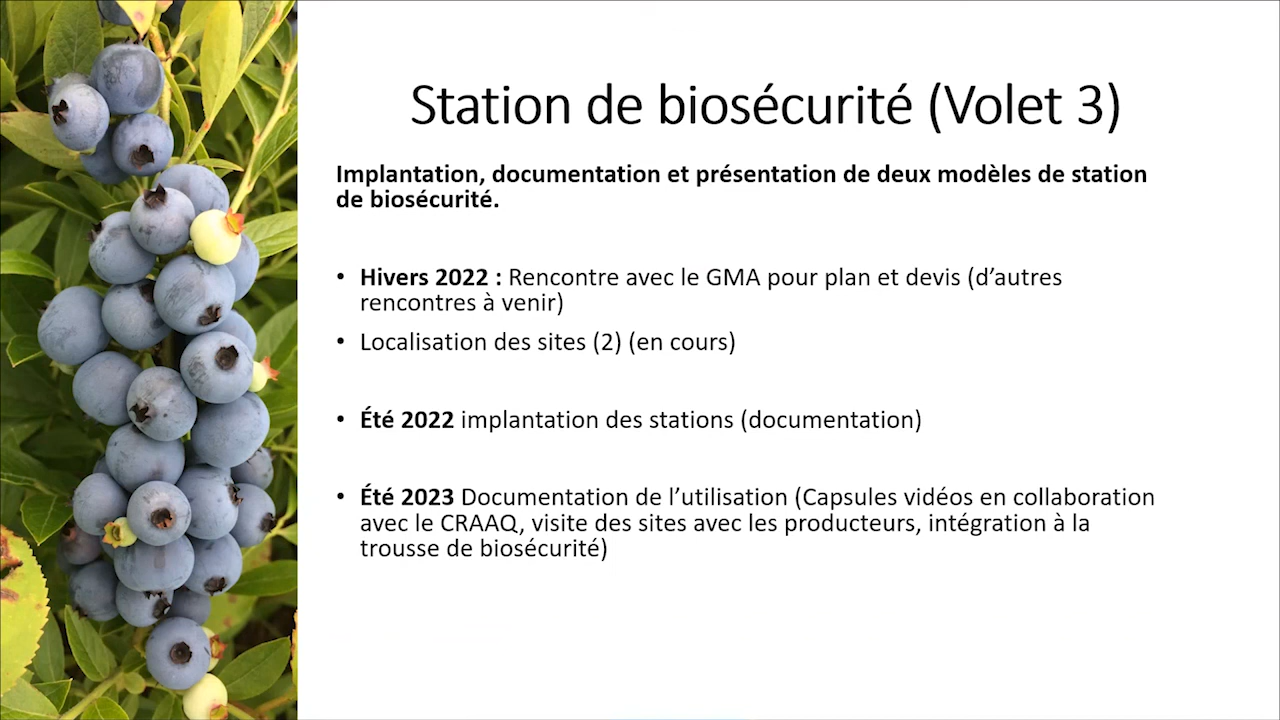 Station de biosécurité (Volet 3)
Implantation, documentation et présentation de deux modèles de station
de biosécurité.
• Hivers 2022 : Rencontre avec le GMA pour plan et devis (d’autres
rencontres à venir)
• Localisation des sites (2) (en cours)
• Été 2022 implantation des stations (documentation)
• Été 2023 Documentation de l’utilisation (Capsules vidéos en collaboration
avec le CRAAQ, visite des sites avec les producteurs, intégration à la
trousse de biosécurité)